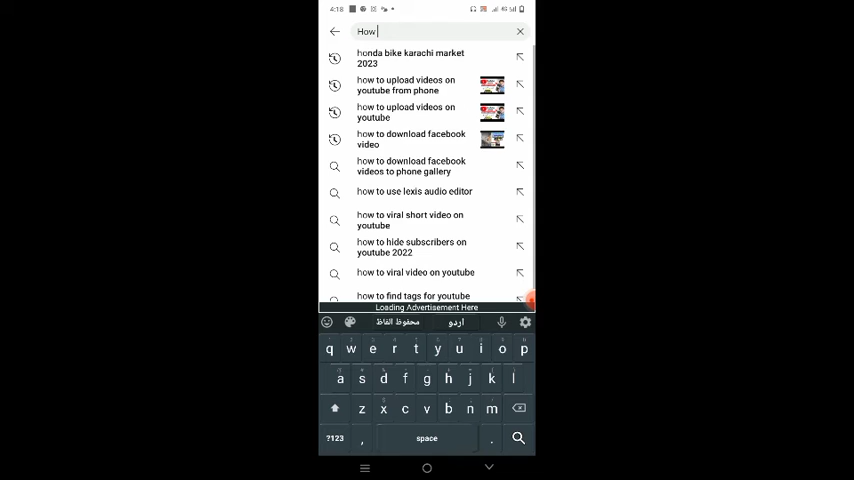 4:18
How
honda bike karachi market
2023
how to upload videos on
youtube from phone
how to upload videos on
youtube
how to download facebook
video
how to download facebook
videos to phone gallery
how to use lexis audio editor
how to viral short video on
youtube
how to hide subscribers on
youtube 2022
how to viral video on youtube
how to find tags for youtube
Loading Advertisement Here
محفوظ الفاظ اردو
q w e r t y u i o p
a s d f g h j k l
z x c v b n m
?123 , space .